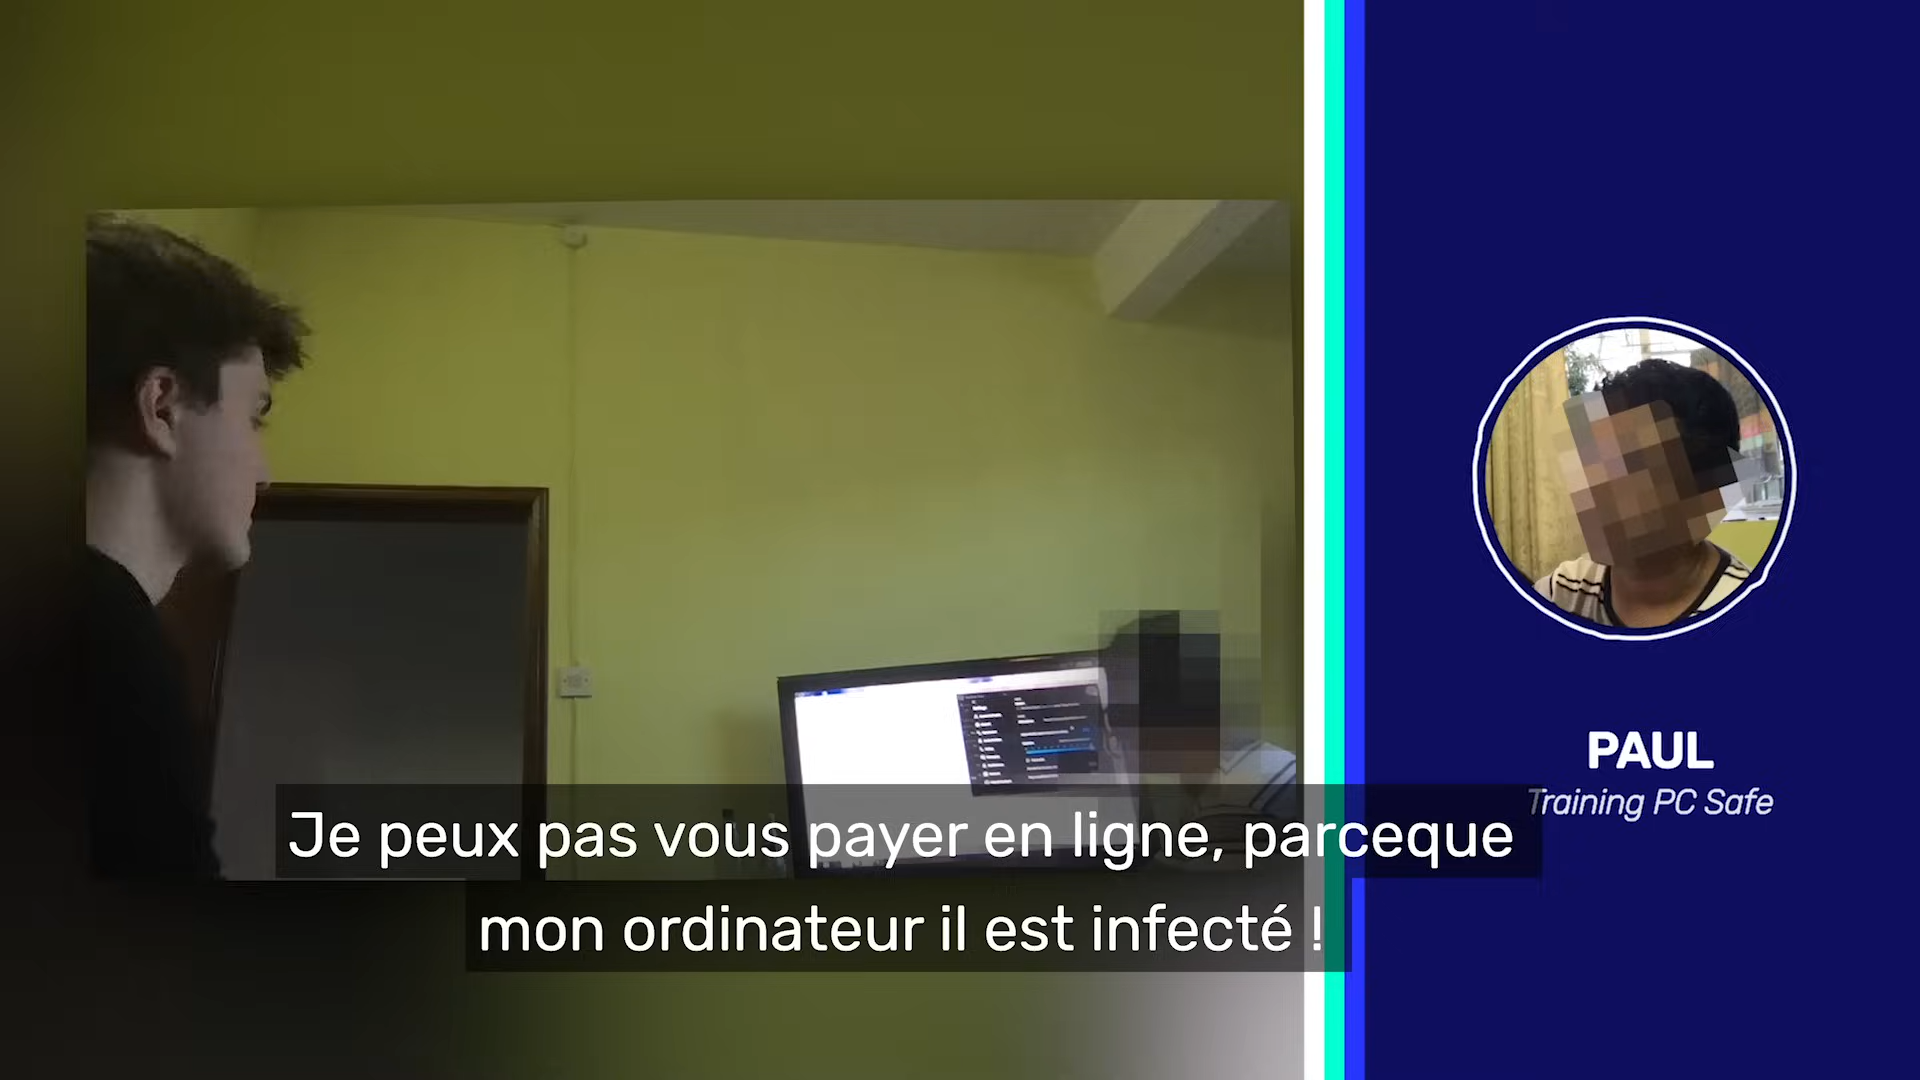 PAUL
Training PC Safe
Je peux pas vous payer en ligne, parceque
mon ordinateur il est infecté !